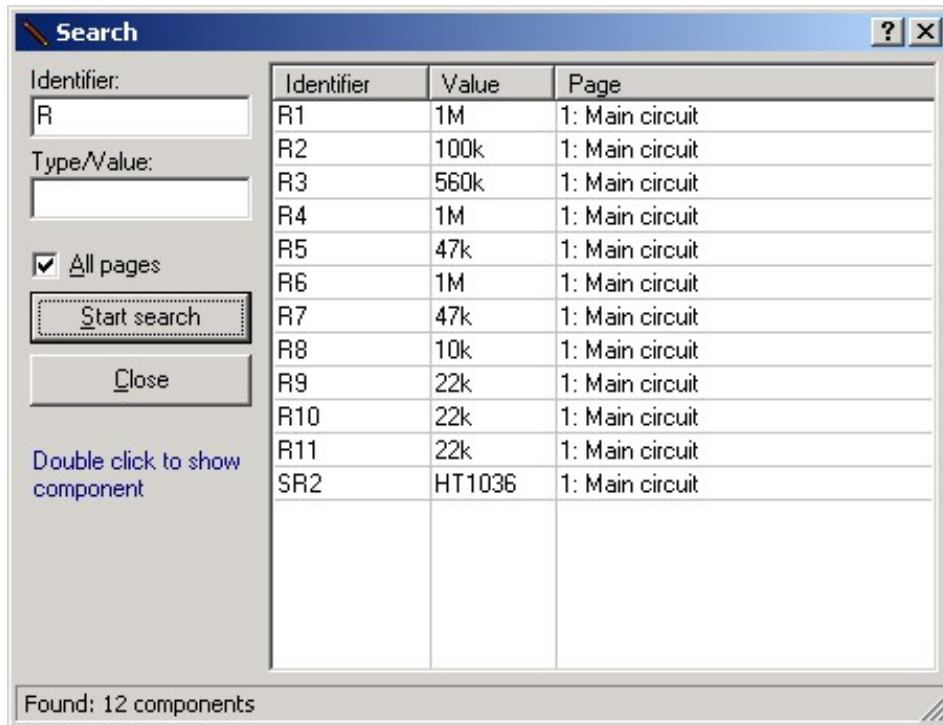 Search
Identifier:
R
Type/Value:
All pages
Start search
Close
Double click to show
component
Identifier Value Page
R1 1M 1: Main circuit
R2 100k 1: Main circuit
R3 560k 1: Main circuit
R4 1M 1: Main circuit
R5 47k 1: Main circuit
R6 1M 1: Main circuit
R7 47k 1: Main circuit
R8 10k 1: Main circuit
R9 22k 1: Main circuit
R10 22k 1: Main circuit
R11 22k 1: Main circuit
SR2 HT1036 1: Main circuit
Found: 12 components